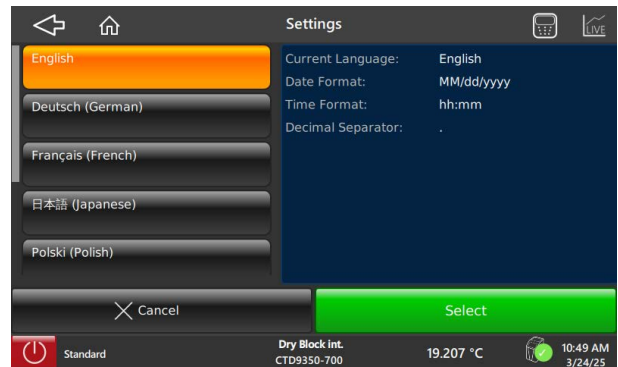 Settings
LIVE
English
Deutsch (German)
Français (French)
日本語 (Japanese)
Polski (Polish)
Current Language: English
Date Format: MM/dd/yyyy
Time Format: hh:mm
Decimal Separator: .
Cancel
Select
Standard
Dry Block int.
CTD9350-700
19.207 °C
10:49 AM
3/24/25